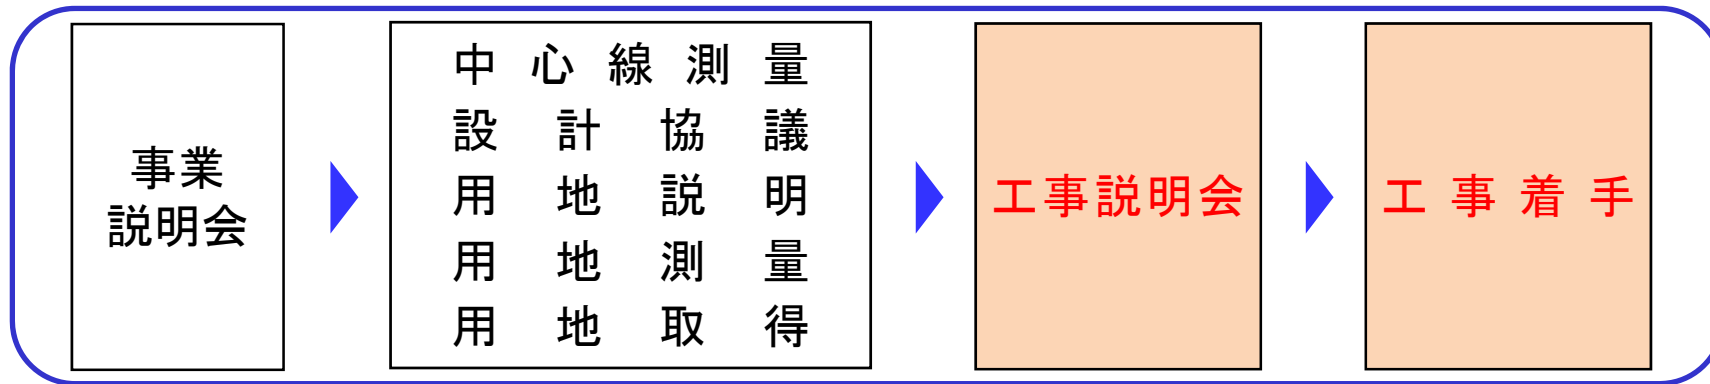 事業
説明会
中心線測量
設計協議
用地説明
用地測量
用地取得
工事説明会
工事着手